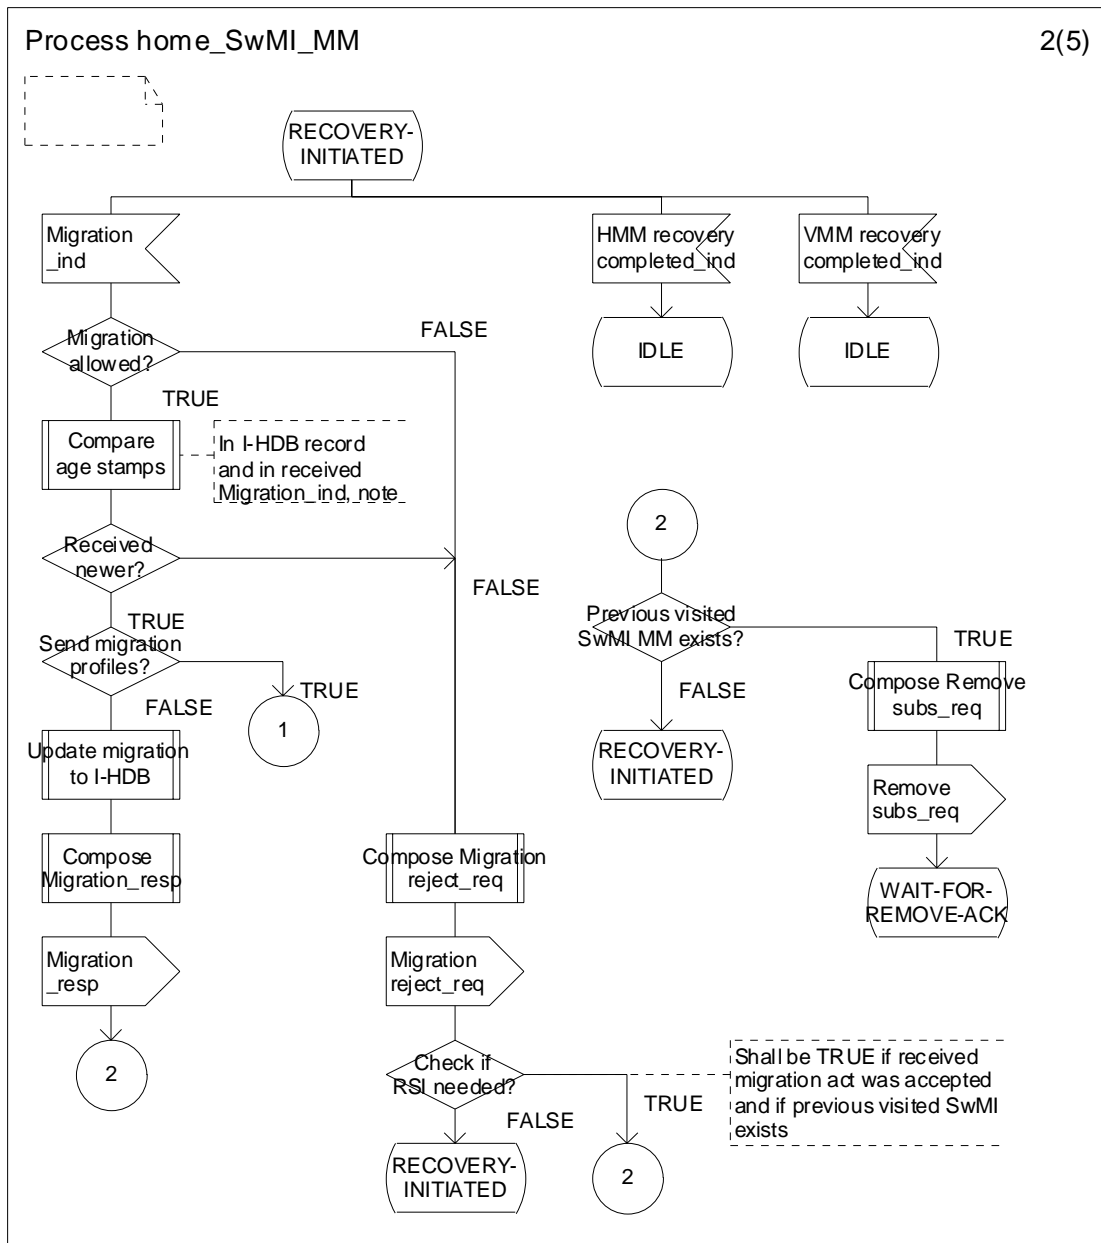 Process home_SwMI_MM
2(5)
RECOVERY-
INITIATED
Migration
_ind
HMM recovery
completed_ind
VMM recovery
completed_ind
Migration
allowed?
FALSE
IDLE
IDLE
TRUE
Compare
age stamps
In I-HDB record
and in received
Migration_ind, note
2
Received
newer?
FALSE
TRUE
Previous visited
SwMI MM exists?
TRUE
Send migration
profiles?
TRUE
FALSE
1
FALSE
Compose Remove
subs_req
Update migration
to I-HDB
RECOVERY-
INITIATED
Remove
subs_req
Compose
Migration_resp
Compose Migration
reject_req
WAIT-FOR-
REMOVE-ACK
Migration
_resp
Migration
reject_req
2
Check if
RSI needed?
Shall be TRUE if received
migration act was accepted
and if previous visited SwMI
exists
TRUE
FALSE
RECOVERY-
INITIATED
2